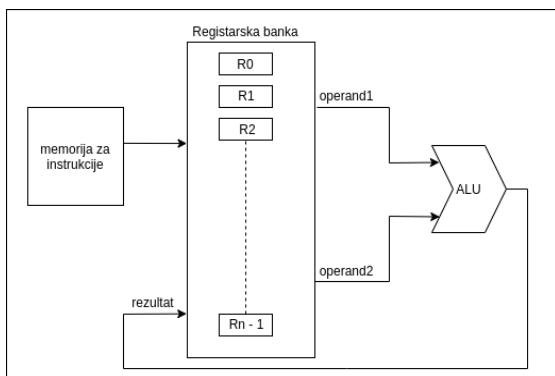 Registarska banka
R0
R1
R2
Rn - 1
memorija za
instrukcije
operand1
operand2
ALU
rezultat